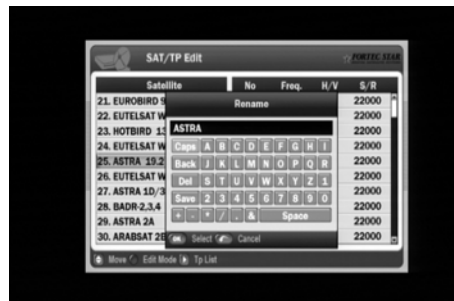 SAT/TP Edit
FORTEC STAR
Satellite No Freq. H/V S/R
21. EUROBIRD 9 22000
22. EUTELSAT W 22000
23. HOTBIRD 13 22000
24. EUTELSAT W 22000
25. ASTRA 19.2 22000
26. EUTELSAT W 22000
27. ASTRA 1D/3 22000
28. BADR-2,3,4 22000
29. ASTRA 2A 22000
30. ARABSAT 2B 22000
Rename
ASTRA
Caps A B C D E F G H I
Back J K L M N O P Q R
Del S T U V W X Y Z 1
Save 2 3 4 5 6 7 8 9 0
+ - * / . & Space
OK Select Cancel
Move Edit Mode Tp List